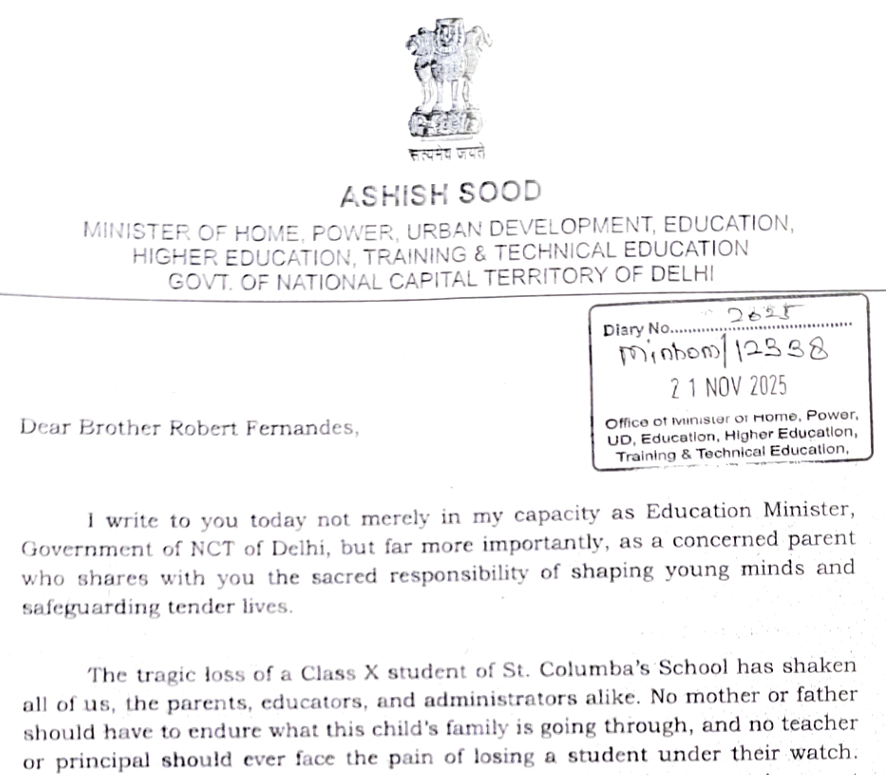 सत्यमेव जयते
ASHISH SOOD
MINISTER OF HOME, POWER, URBAN DEVELOPMENT, EDUCATION,
HIGHER EDUCATION, TRAINING & TECHNICAL EDUCATION
GOVT. OF NATIONAL CAPITAL TERRITORY OF DELHI
Diary No.
12338
21 NOV 2025
Office of Minister of Home, Power,
UD, Education, Higher Education,
Training & Technical Education,
Dear Brother Robert Fernandes,
I write to you today not merely in my capacity as Education Minister,
Government of NCT of Delhi, but far more importantly, as a concerned parent
who shares with you the sacred responsibility of shaping young minds and
safeguarding tender lives.
The tragic loss of a Class X student of St. Columba's School has shaken
all of us, the parents, educators, and administrators alike. No mother or father
should have to endure what this child's family is going through, and no teacher
or principal should ever face the pain of losing a student under their watch.